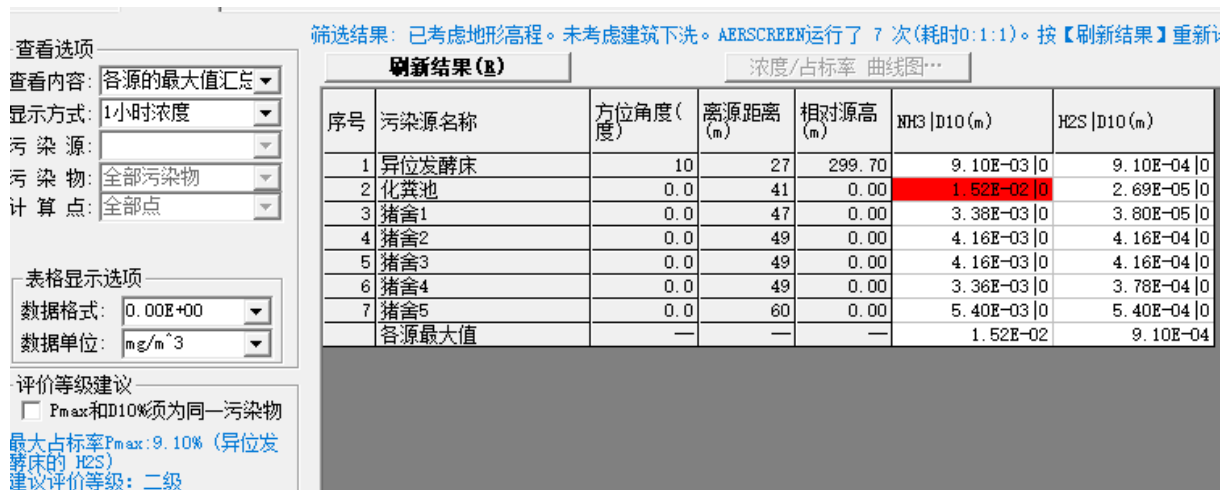 筛选结果: 已考虑地形高程。未考虑建筑下洗。AERSCREEN运行了 7 次(耗时0:1:1)。按【刷新结果】重新
查看选项
查看内容: 各源的最大值汇总
显示方式: 1小时浓度
污 染 源:
污 染 物: 全部污染物
计 算 点: 全部点
刷新结果(R)
浓度/占标率 曲线图…
序号 污染源名称 方位角度(度) 离源距离(m) 相对源高(m) NH3|D10(m) H2S|D10(m)
1 异位发酵床 10 27 299.70 9.10E-03|0 9.10E-04|0
2 化粪池 0.0 41 0.00 1.52E-02|0 2.69E-05|0
3 猪舍1 0.0 47 0.00 3.38E-03|0 3.80E-05|0
4 猪舍2 0.0 49 0.00 4.16E-03|0 4.16E-04|0
5 猪舍3 0.0 49 0.00 4.16E-03|0 4.16E-04|0
6 猪舍4 0.0 49 0.00 3.36E-03|0 3.78E-04|0
7 猪舍5 0.0 60 0.00 5.40E-03|0 5.40E-04|0
各源最大值 — — — 1.52E-02 9.10E-04
表格显示选项
数据格式: 0.00E+00
数据单位: mg/m^3
评价等级建议
Pmax和D10%须为同一污染物
最大占标率Pmax:9.10% (异位发
酵床的 H2S)
建议评价等级: 二级